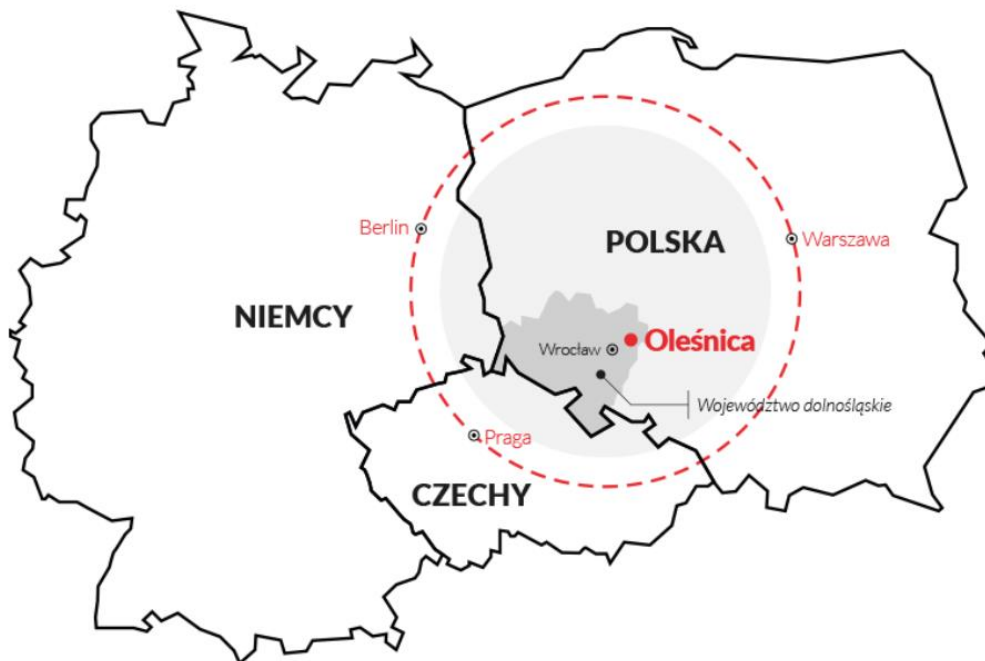 Berlin
POLSKA
Warszawa
NIEMCY
Wrocław
Oleśnica
Województwo dolnośląskie
Praga
CZECHY